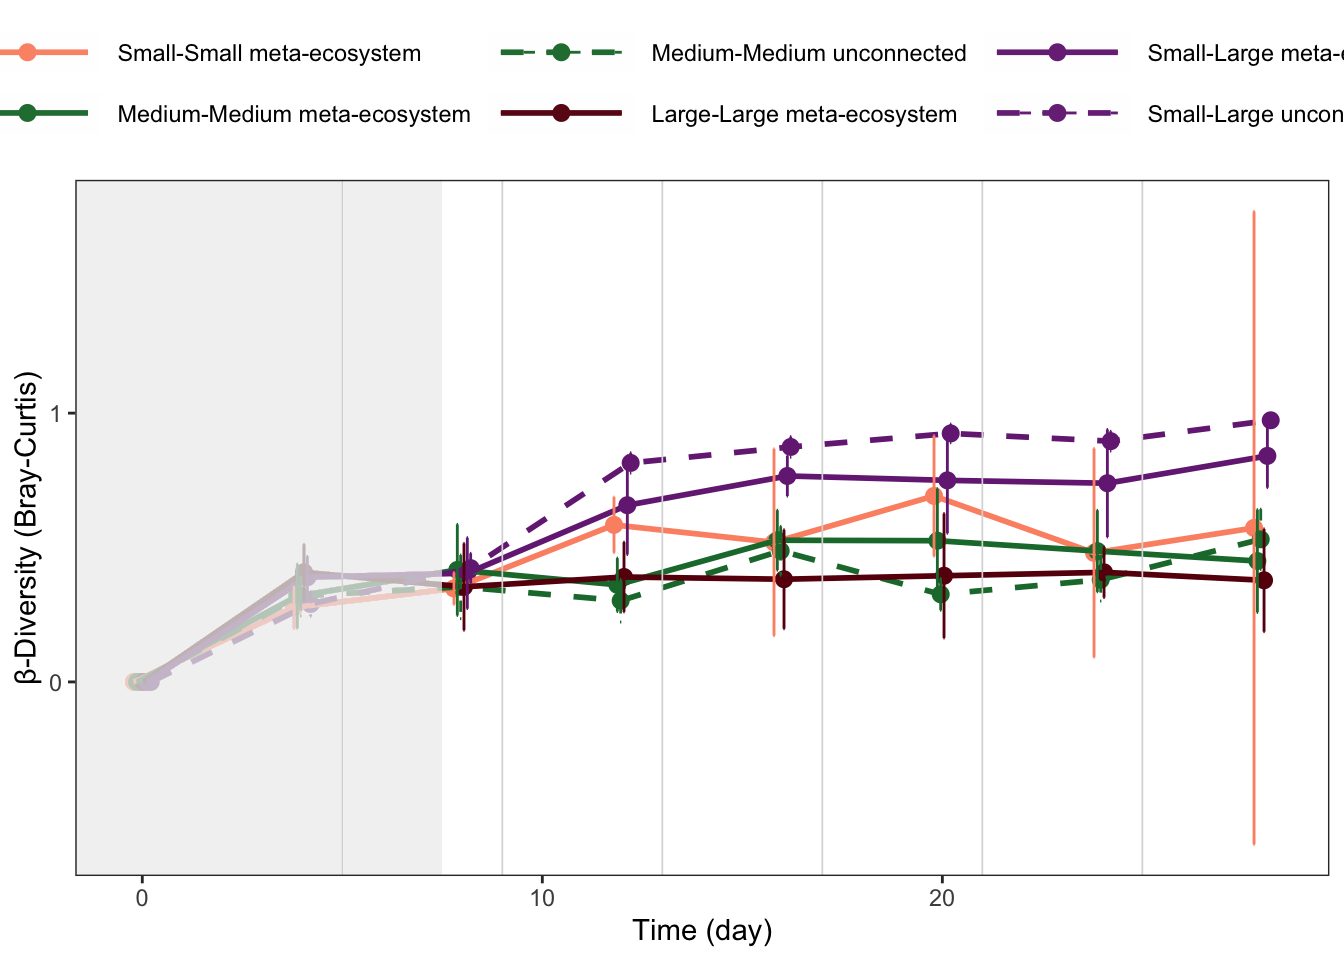 Small-Small meta-ecosystem Medium-Medium unconnected Small-Large meta-
Medium-Medium meta-ecosystem Large-Large meta-ecosystem Small-Large uncon
β-Diversity (Bray-Curtis)
1
0
0 10 20
Time (day)